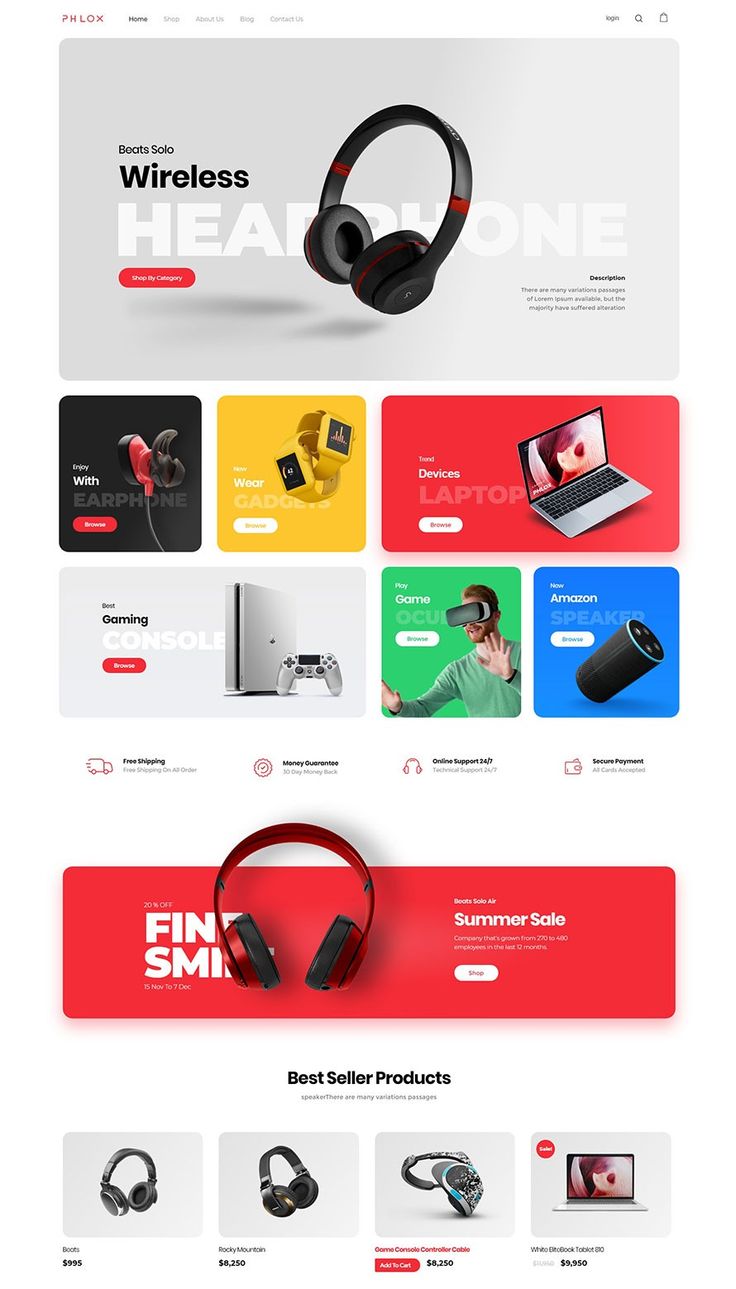 PHLOX
Home Shop About Us Blog Contact Us
login
Beats Solo
Wireless
HEADPHONE
Shop By Category
Description
There are many variations passages
of Lorem Ipsum available, but the
majority have suffered alteration
Enjoy
With
EARPHONE
Browse
New
Wear
GADGETS
Browse
Trend
Devices
LAPTOP
Browse
PHLOX
Best
Gaming
CONSOLE
Browse
Play
Game
OCUL
Browse
New
Amazon
SPEAKER
Browse
Free Shipping
Free Shipping On All Order
Money Guarantee
30 Day Money Back
Online Support 24/7
Technical Support 24/7
Secure Payment
All Cards Accepted
20 % OFF
FINE
SMILE
15 Nov To 7 Dec
Beats Solo Air
Summer Sale
Company that's grown from 270 to 480
employees in the last 12 months
Shop
Best Seller Products
speakerThere are many variations passages
Beats
$995
Rocky Mountain
$8,250
Game Console Controller Cable
Add To Cart $8,250
Sale!
White EliteBook Tablet 810
$11,950 $9,950